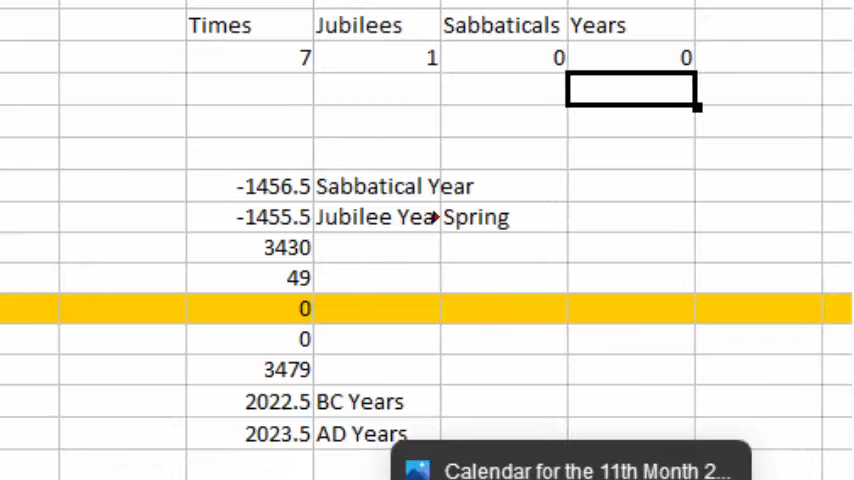 Times Jubilees Sabbaticals Years
7 1 0 0
-1456.5 Sabbatical Year
-1455.5 Jubilee Yea Spring
3430
49
0
0
3479
2022.5 BC Years
2023.5 AD Years
Calendar for the 11th Month 2...